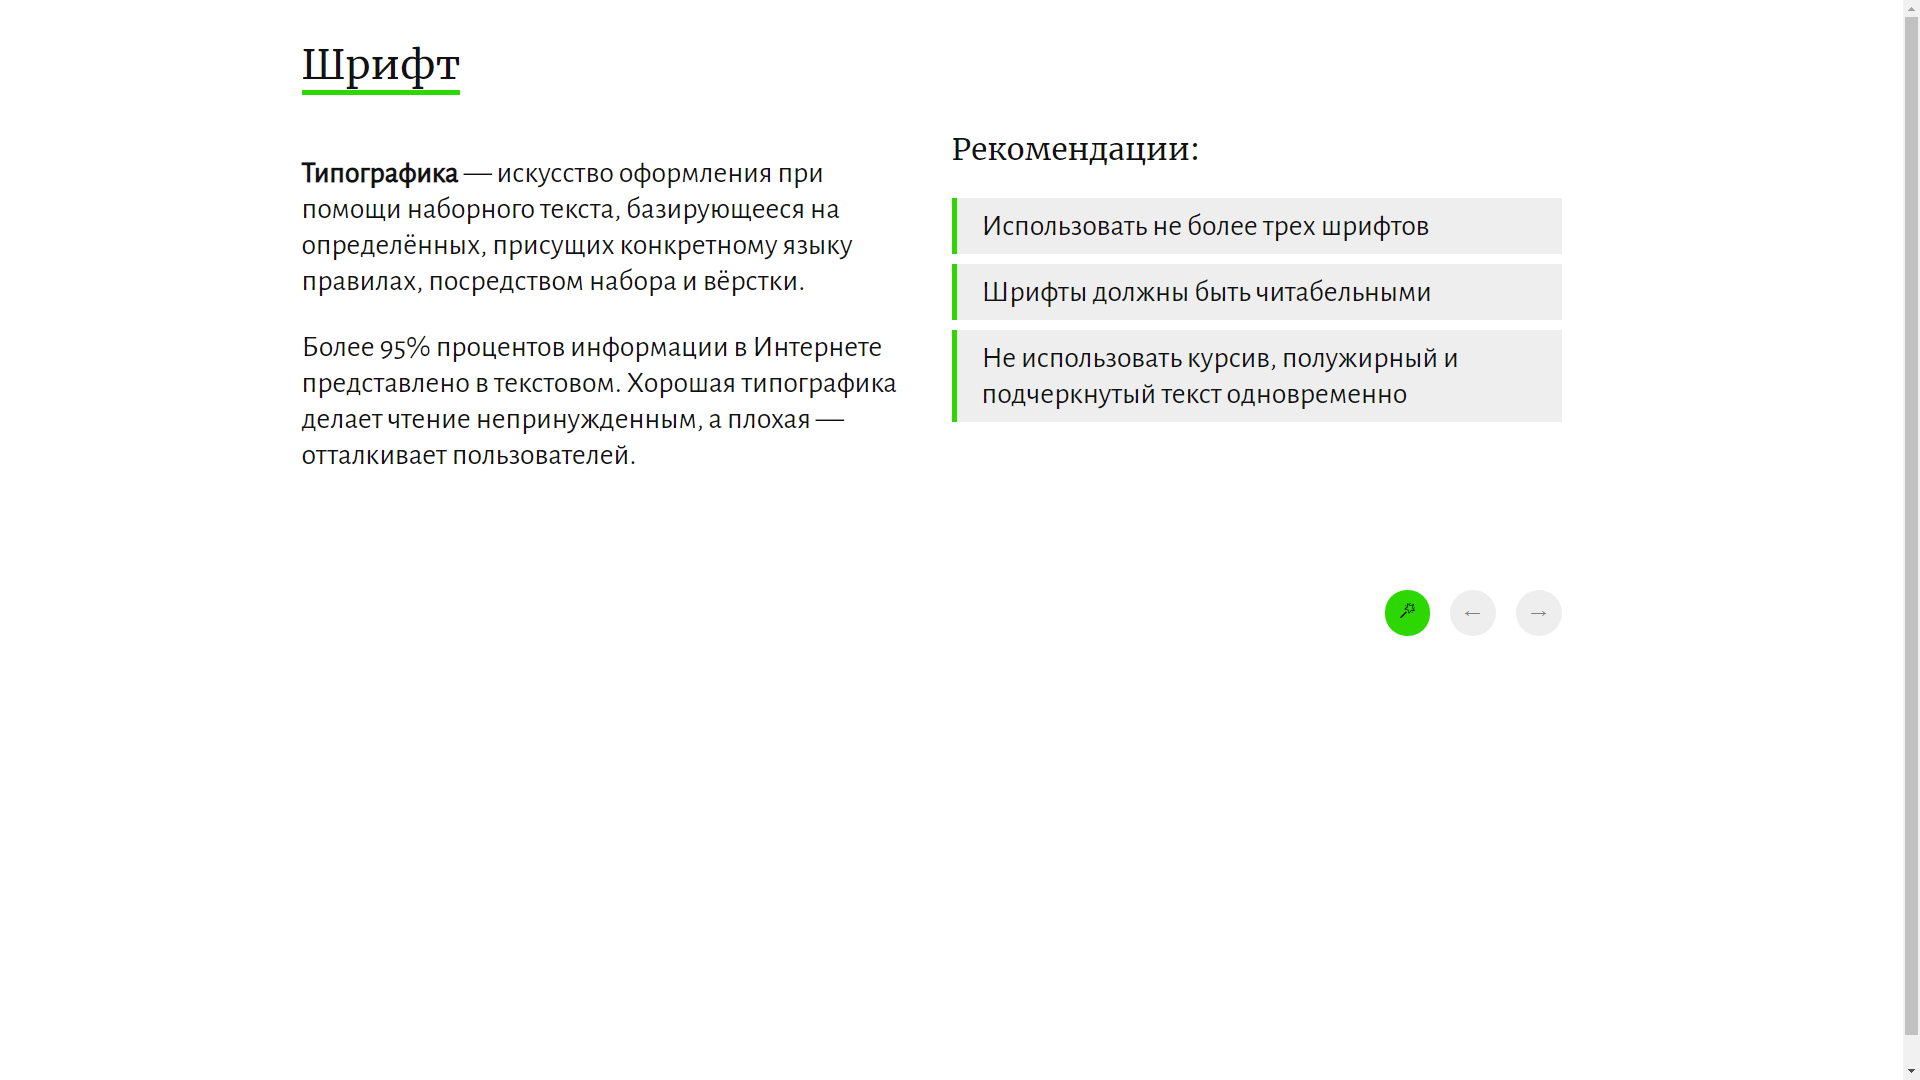 Шрифт
Типографика — искусство оформления при
помощи наборного текста, базирующееся на
определённых, присущих конкретному языку
правилах, посредством набора и вёрстки.
Более 95% процентов информации в Интернете
представлено в текстовом. Хорошая типографика
делает чтение непринужденным, а плохая —
отталкивает пользователей.
Рекомендации:
Использовать не более трех шрифтов
Шрифты должны быть читабельными
Не использовать курсив, полужирный и
подчеркнутый текст одновременно
← →